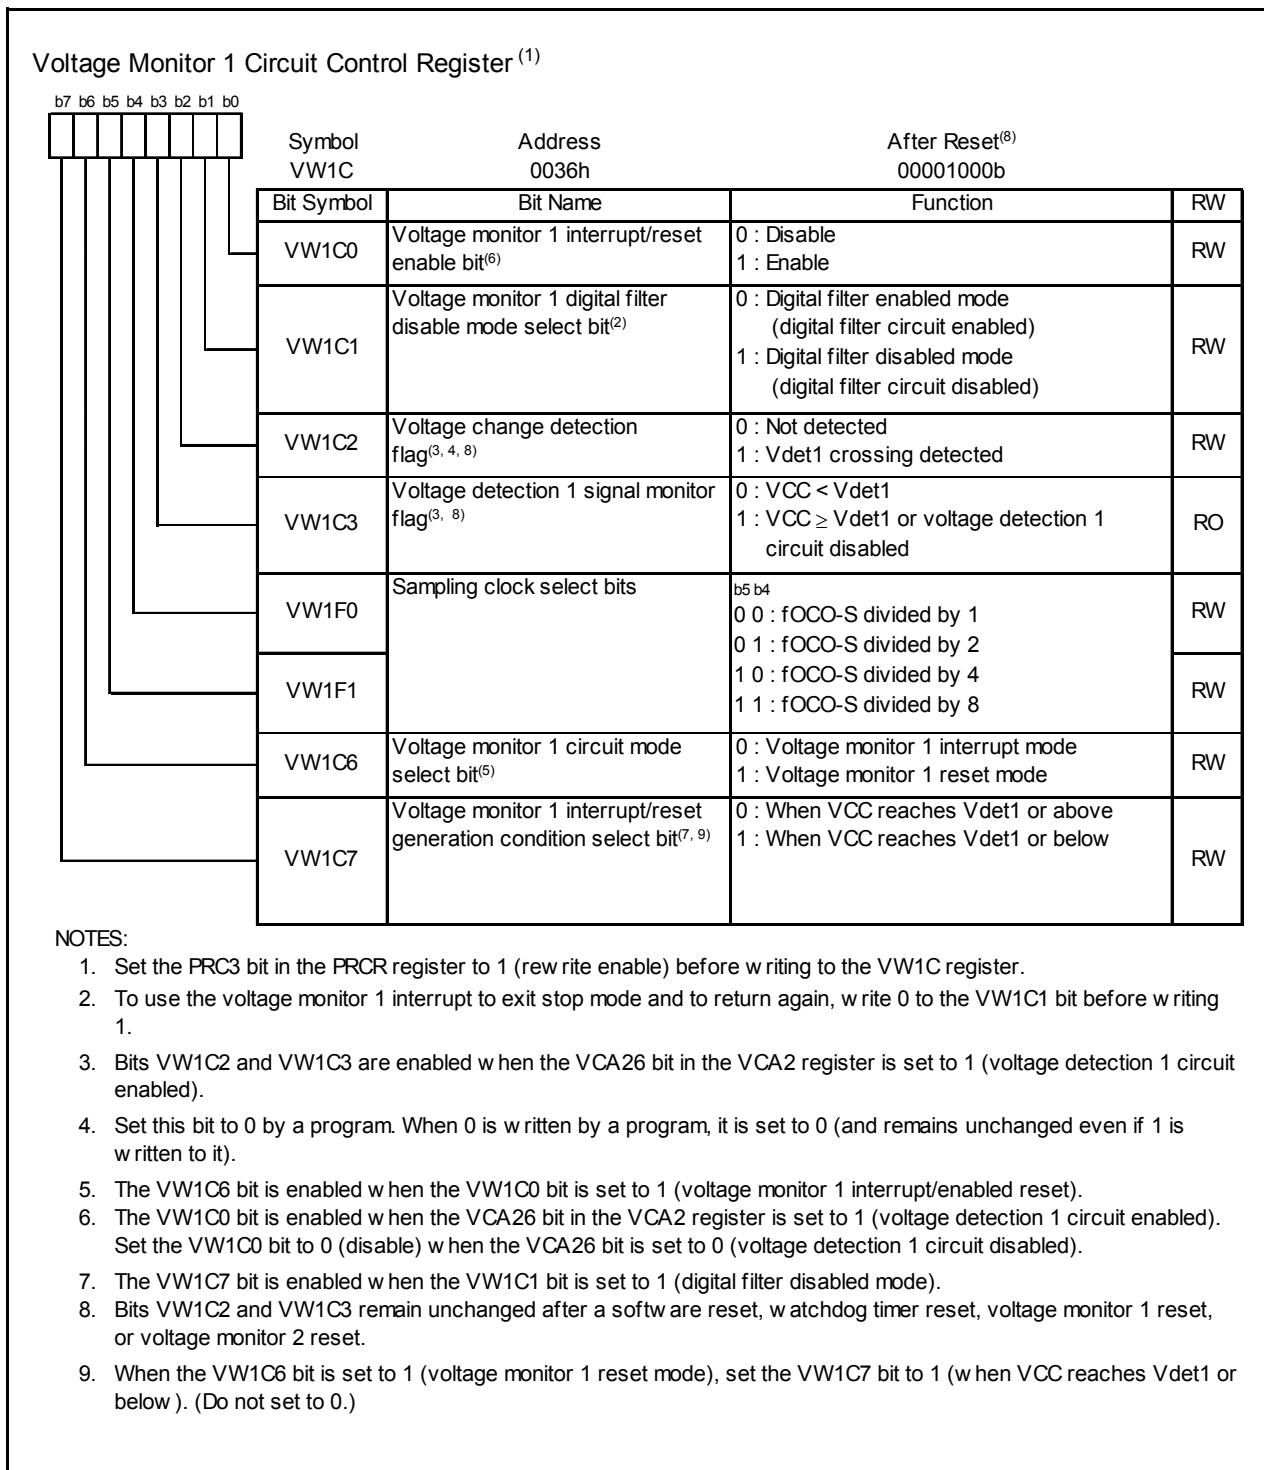 Voltage Monitor 1 Circuit Control Register (1)
b7 b6 b5 b4 b3 b2 b1 b0
Symbol Address After Reset(8)
VW1C 0036h 00001000b
Bit Symbol Bit Name Function RW
VW1C0 Voltage monitor 1 interrupt/reset 0 : Disable RW
enable bit(6) 1 : Enable
Voltage monitor 1 digital filter 0 : Digital filter enabled mode
disable mode select bit(2) (digital filter circuit enabled)
VW1C1 1 : Digital filter disabled mode RW
(digital filter circuit disabled)
VW1C2 Voltage change detection 0 : Not detected RW
flag(3, 4, 8) 1 : Vdet1 crossing detected
Voltage detection 1 signal monitor 0 : VCC < Vdet1
VW1C3 flag(3, 8) 1 : VCC ≥ Vdet1 or voltage detection 1 RO
circuit disabled
Sampling clock select bits b5 b4
VW1F0 0 0 : fOCO-S divided by 1 RW
0 1 : fOCO-S divided by 2
VW1F1 1 0 : fOCO-S divided by 4 RW
1 1 : fOCO-S divided by 8
VW1C6 Voltage monitor 1 circuit mode 0 : Voltage monitor 1 interrupt mode RW
select bit(5) 1 : Voltage monitor 1 reset mode
Voltage monitor 1 interrupt/reset 0 : When VCC reaches Vdet1 or above
generation condition select bit(7, 9) 1 : When VCC reaches Vdet1 or below
VW1C7 RW
NOTES:
1. Set the PRC3 bit in the PRCR register to 1 (rewrite enable) before writing to the VW1C register.
2. To use the voltage monitor 1 interrupt to exit stop mode and to return again, write 0 to the VW1C1 bit before writing
1.
3. Bits VW1C2 and VW1C3 are enabled when the VCA26 bit in the VCA2 register is set to 1 (voltage detection 1 circuit
enabled).
4. Set this bit to 0 by a program. When 0 is written by a program, it is set to 0 (and remains unchanged even if 1 is
written to it).
5. The VW1C6 bit is enabled when the VW1C0 bit is set to 1 (voltage monitor 1 interrupt/enabled reset).
6. The VW1C0 bit is enabled when the VCA26 bit in the VCA2 register is set to 1 (voltage detection 1 circuit enabled).
Set the VW1C0 bit to 0 (disable) when the VCA26 bit is set to 0 (voltage detection 1 circuit disabled).
7. The VW1C7 bit is enabled when the VW1C1 bit is set to 1 (digital filter disabled mode).
8. Bits VW1C2 and VW1C3 remain unchanged after a software reset, watchdog timer reset, voltage monitor 1 reset,
or voltage monitor 2 reset.
9. When the VW1C6 bit is set to 1 (voltage monitor 1 reset mode), set the VW1C7 bit to 1 (when VCC reaches Vdet1 or
below). (Do not set to 0.)